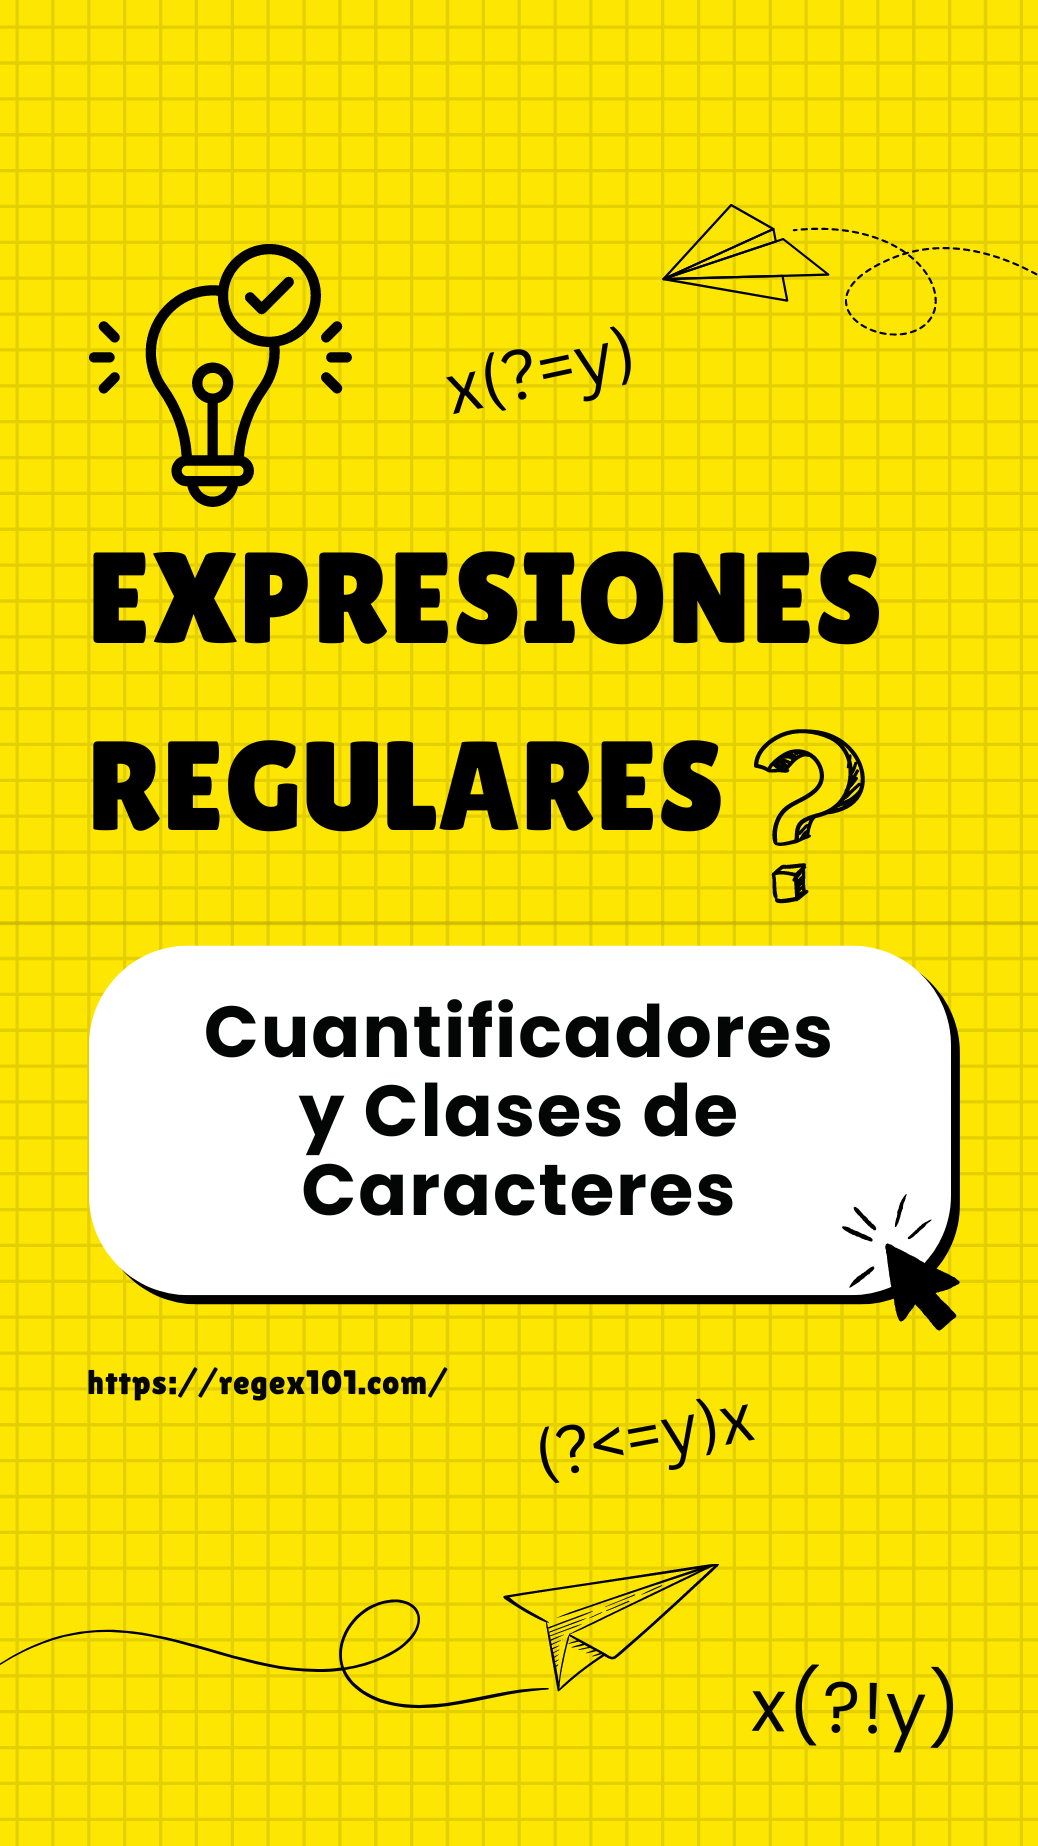 x(?=y)
EXPRESIONES
REGULARES ?
Cuantificadores
y Clases de
Caracteres
https://regex101.com/
(?<=y)x
x(?!y)